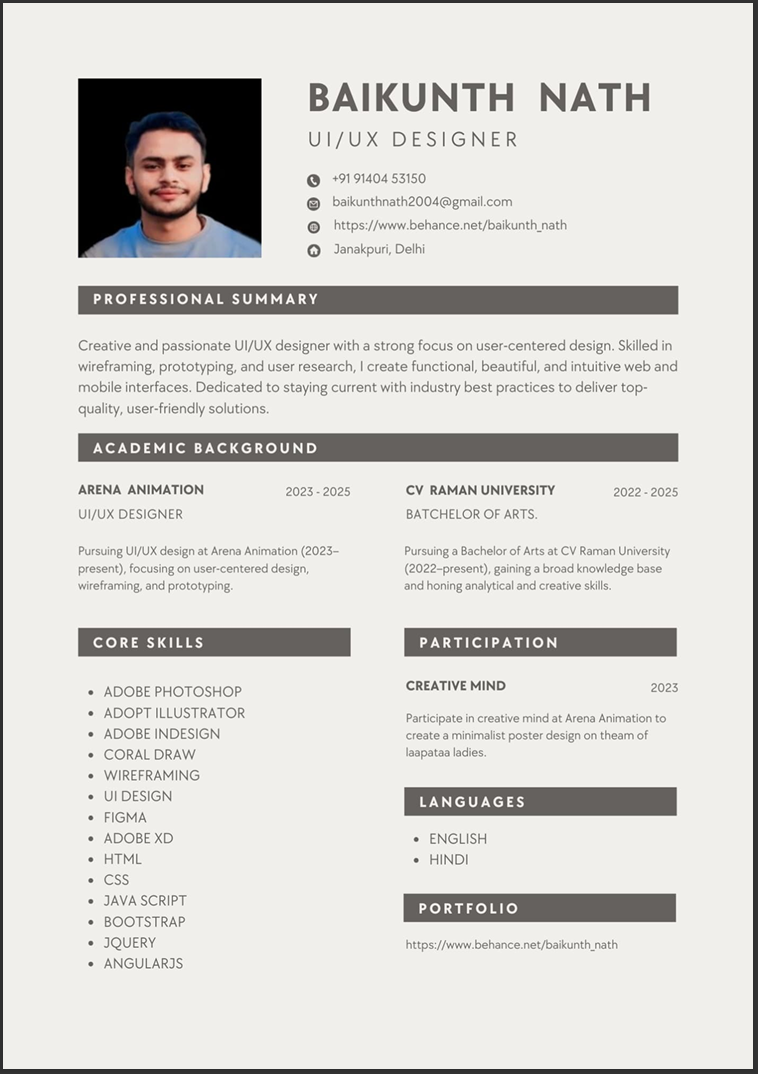 BAIKUNTH NATH
UI/UX DESIGNER
+91 91404 53150
baikunthnath2004@gmail.com
https://www.behance.net/baikunth_nath
Janakpuri, Delhi
PROFESSIONAL SUMMARY
Creative and passionate UI/UX designer with a strong focus on user-centered design. Skilled in
wireframing, prototyping, and user research, I create functional, beautiful, and intuitive web and
mobile interfaces. Dedicated to staying current with industry best practices to deliver top-
quality, user-friendly solutions.
ACADEMIC BACKGROUND
ARENA ANIMATION
2023 - 2025
UI/UX DESIGNER
Pursuing UI/UX design at Arena Animation (2023–
present), focusing on user-centered design,
wireframing, and prototyping.
CV RAMAN UNIVERSITY
2022 - 2025
BATCHELOR OF ARTS.
Pursuing a Bachelor of Arts at CV Raman University
(2022–present), gaining a broad knowledge base
and honing analytical and creative skills.
CORE SKILLS
• ADOBE PHOTOSHOP
• ADOPT ILLUSTRATOR
• ADOBE INDESIGN
• CORAL DRAW
• WIREFRAMING
• UI DESIGN
• FIGMA
• ADOBE XD
• HTML
• CSS
• JAVA SCRIPT
• BOOTSTRAP
• JQUERY
• ANGULARJS
PARTICIPATION
CREATIVE MIND
2023
Participate in creative mind at Arena Animation to
create a minimalist poster design on theam of
laapataa ladies.
LANGUAGES
• ENGLISH
• HINDI
PORTFOLIO
https://www.behance.net/baikunth_nath